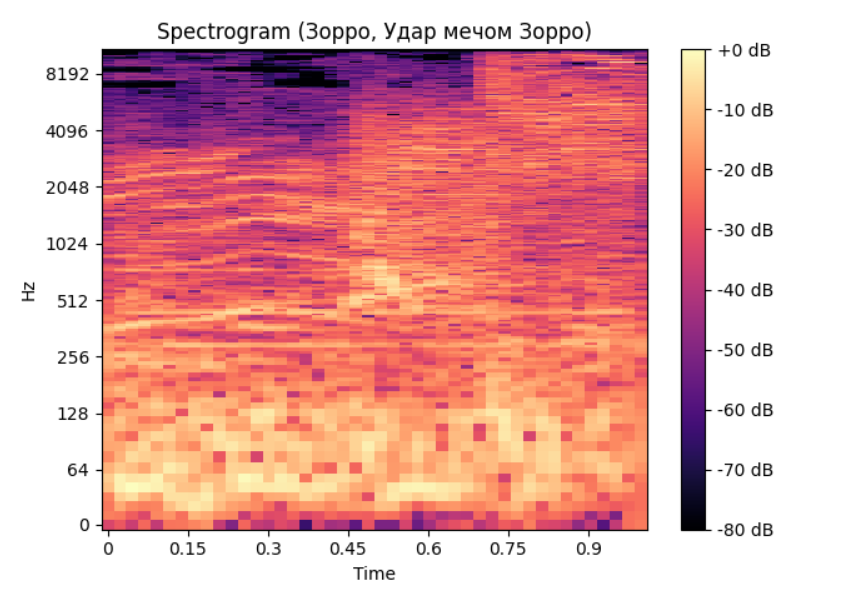 Spectrogram (Зорро, Удар мечом Зорро)
8192
4096
2048
1024
512
256
128
64
0
Hz
0
0.15
0.3
0.45
0.6
0.75
0.9
Time
+0 dB
-10 dB
-20 dB
-30 dB
-40 dB
-50 dB
-60 dB
-70 dB
-80 dB